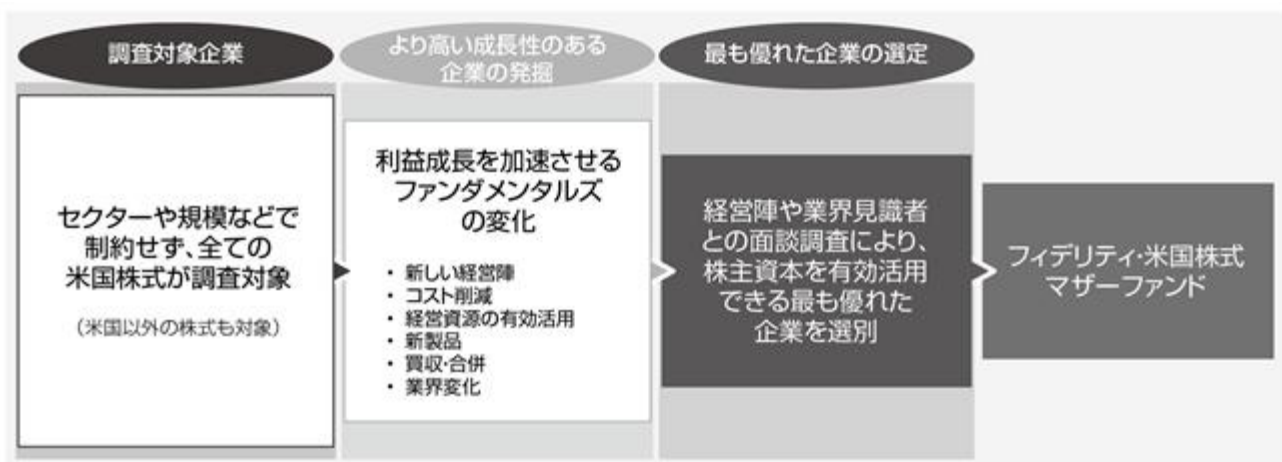 調査対象企業
より高い成長性のある
企業の発掘
最も優れた企業の選定
セクターや規模などで
制約せず、全ての
米国株式が調査対象
（米国以外の株式も対象）
利益成長を加速させる
ファンダメンタルズ
の変化
・ 新しい経営陣
・ コスト削減
・ 経営資源の有効活用
・ 新製品
・ 買収・合併
・ 業界変化
経営陣や業界見識者
との面談調査により、
株主資本を有効活用
できる最も優れた
企業を選別
フィデリティ・米国株式
マザーファンド